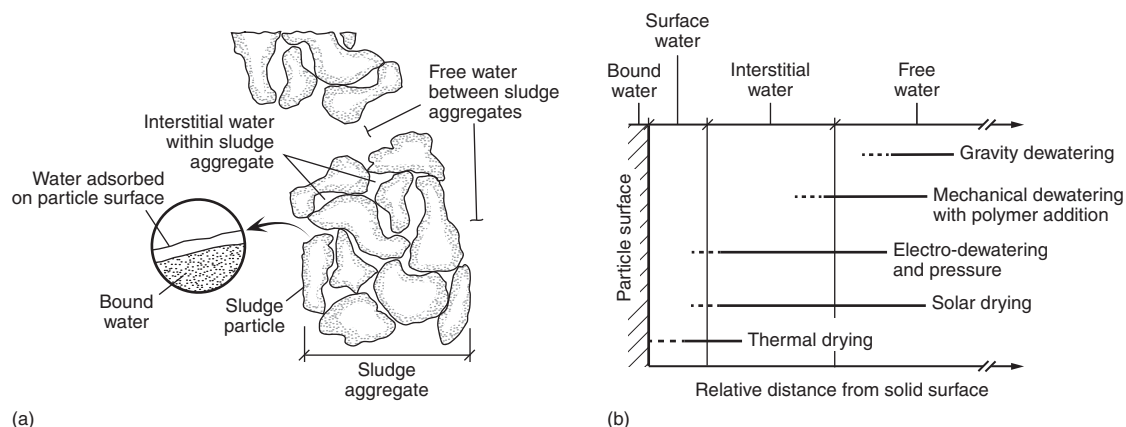 Free water
between sludge
aggregates
Interstitial water
within sludge
aggregate
Water adsorbed
on particle surface
Bound
water
Sludge
particle
Sludge
aggregate
(a)
Surface
water
Bound
water
Interstitial
water
Free
water
Particle surface
Gravity dewatering
Mechanical dewatering
with polymer addition
Electro-dewatering
and pressure
Solar drying
Thermal drying
Relative distance from solid surface
(b)